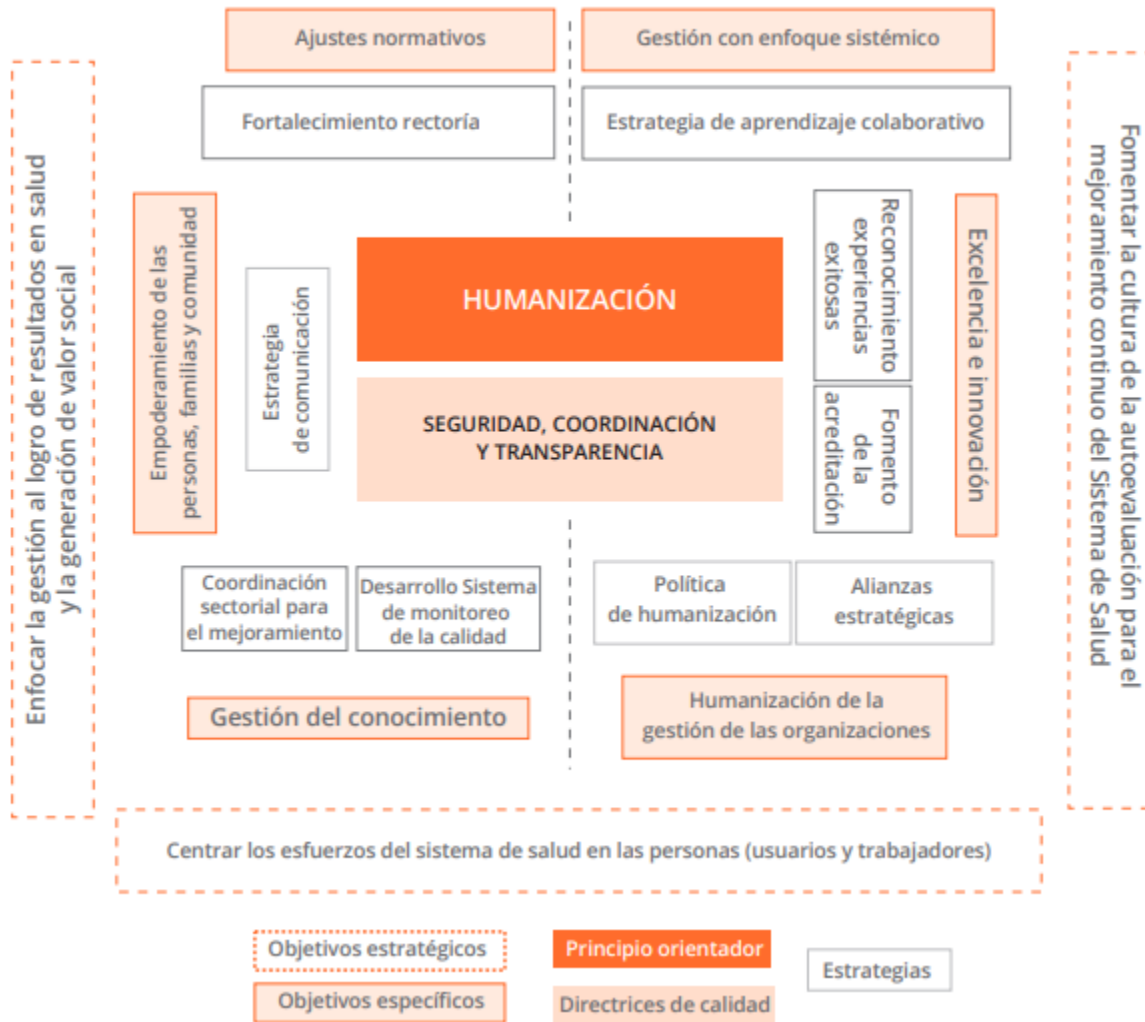 Ajustes normativos
Gestión con enfoque sistémico
Fortalecimiento rectoría
Estrategia de aprendizaje colaborativo
Enfocar la gestión al logro de resultados en salud
y la generación de valor social
Empoderamiento de las
personas, familias y comunidad
Estrategia
de comunicación
HUMANIZACIÓN
SEGURIDAD, COORDINACIÓN
Y TRANSPARENCIA
Reconocimiento
experiencias
exitosas
Fomento
de la
acreditación
Excelencia e innovación
Fomentar la cultura de la autoevaluación para el
mejoramiento continuo del Sistema de Salud
Coordinación
sectorial para
el mejoramiento
Desarrollo Sistema
de monitoreo
de la calidad
Política
de humanización
Alianzas
estratégicas
Gestión del conocimiento
Humanización de la
gestión de las organizaciones
Centrar los esfuerzos del sistema de salud en las personas (usuarios y trabajadores)
Objetivos estratégicos
Principio orientador
Estrategias
Objetivos específicos
Directrices de calidad